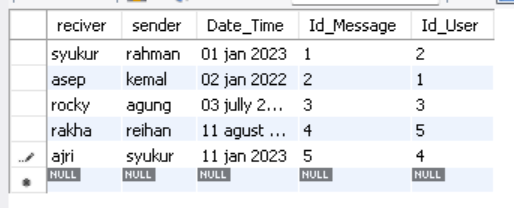 reciver sender Date_Time Id_Message Id_User
syukur rahman 01 jan 2023 1 2
asep kemal 02 jan 2022 2 1
rocky agung 03 jully 2... 3 3
rakha reihan 11 agust ... 4 5
ajri syukur 11 jan 2023 5 4
NULL NULL NULL NULL NULL